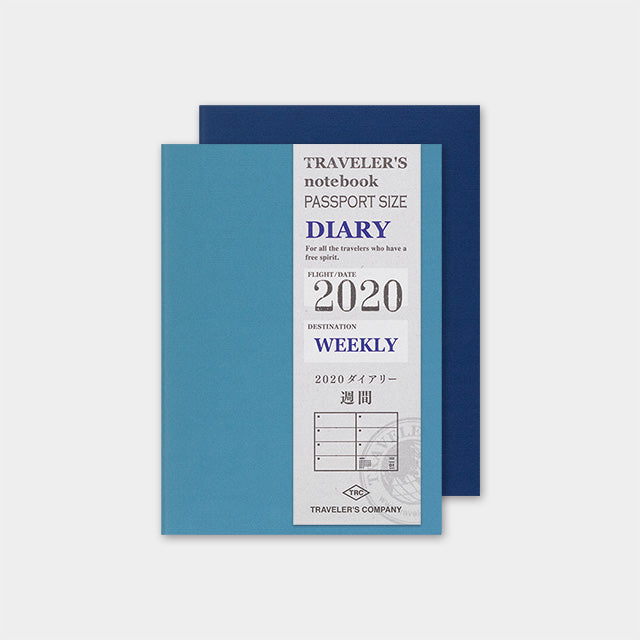 TRAVELER'S
notebook
PASSPORT SIZE
DIARY
For all the travelers who have a
free spirit.
FLIGHT/DATE
2020
DESTINATION
WEEKLY
2020ダイアリー
週間
TRAVELE
TRC
TRAVELER'S COMPANY